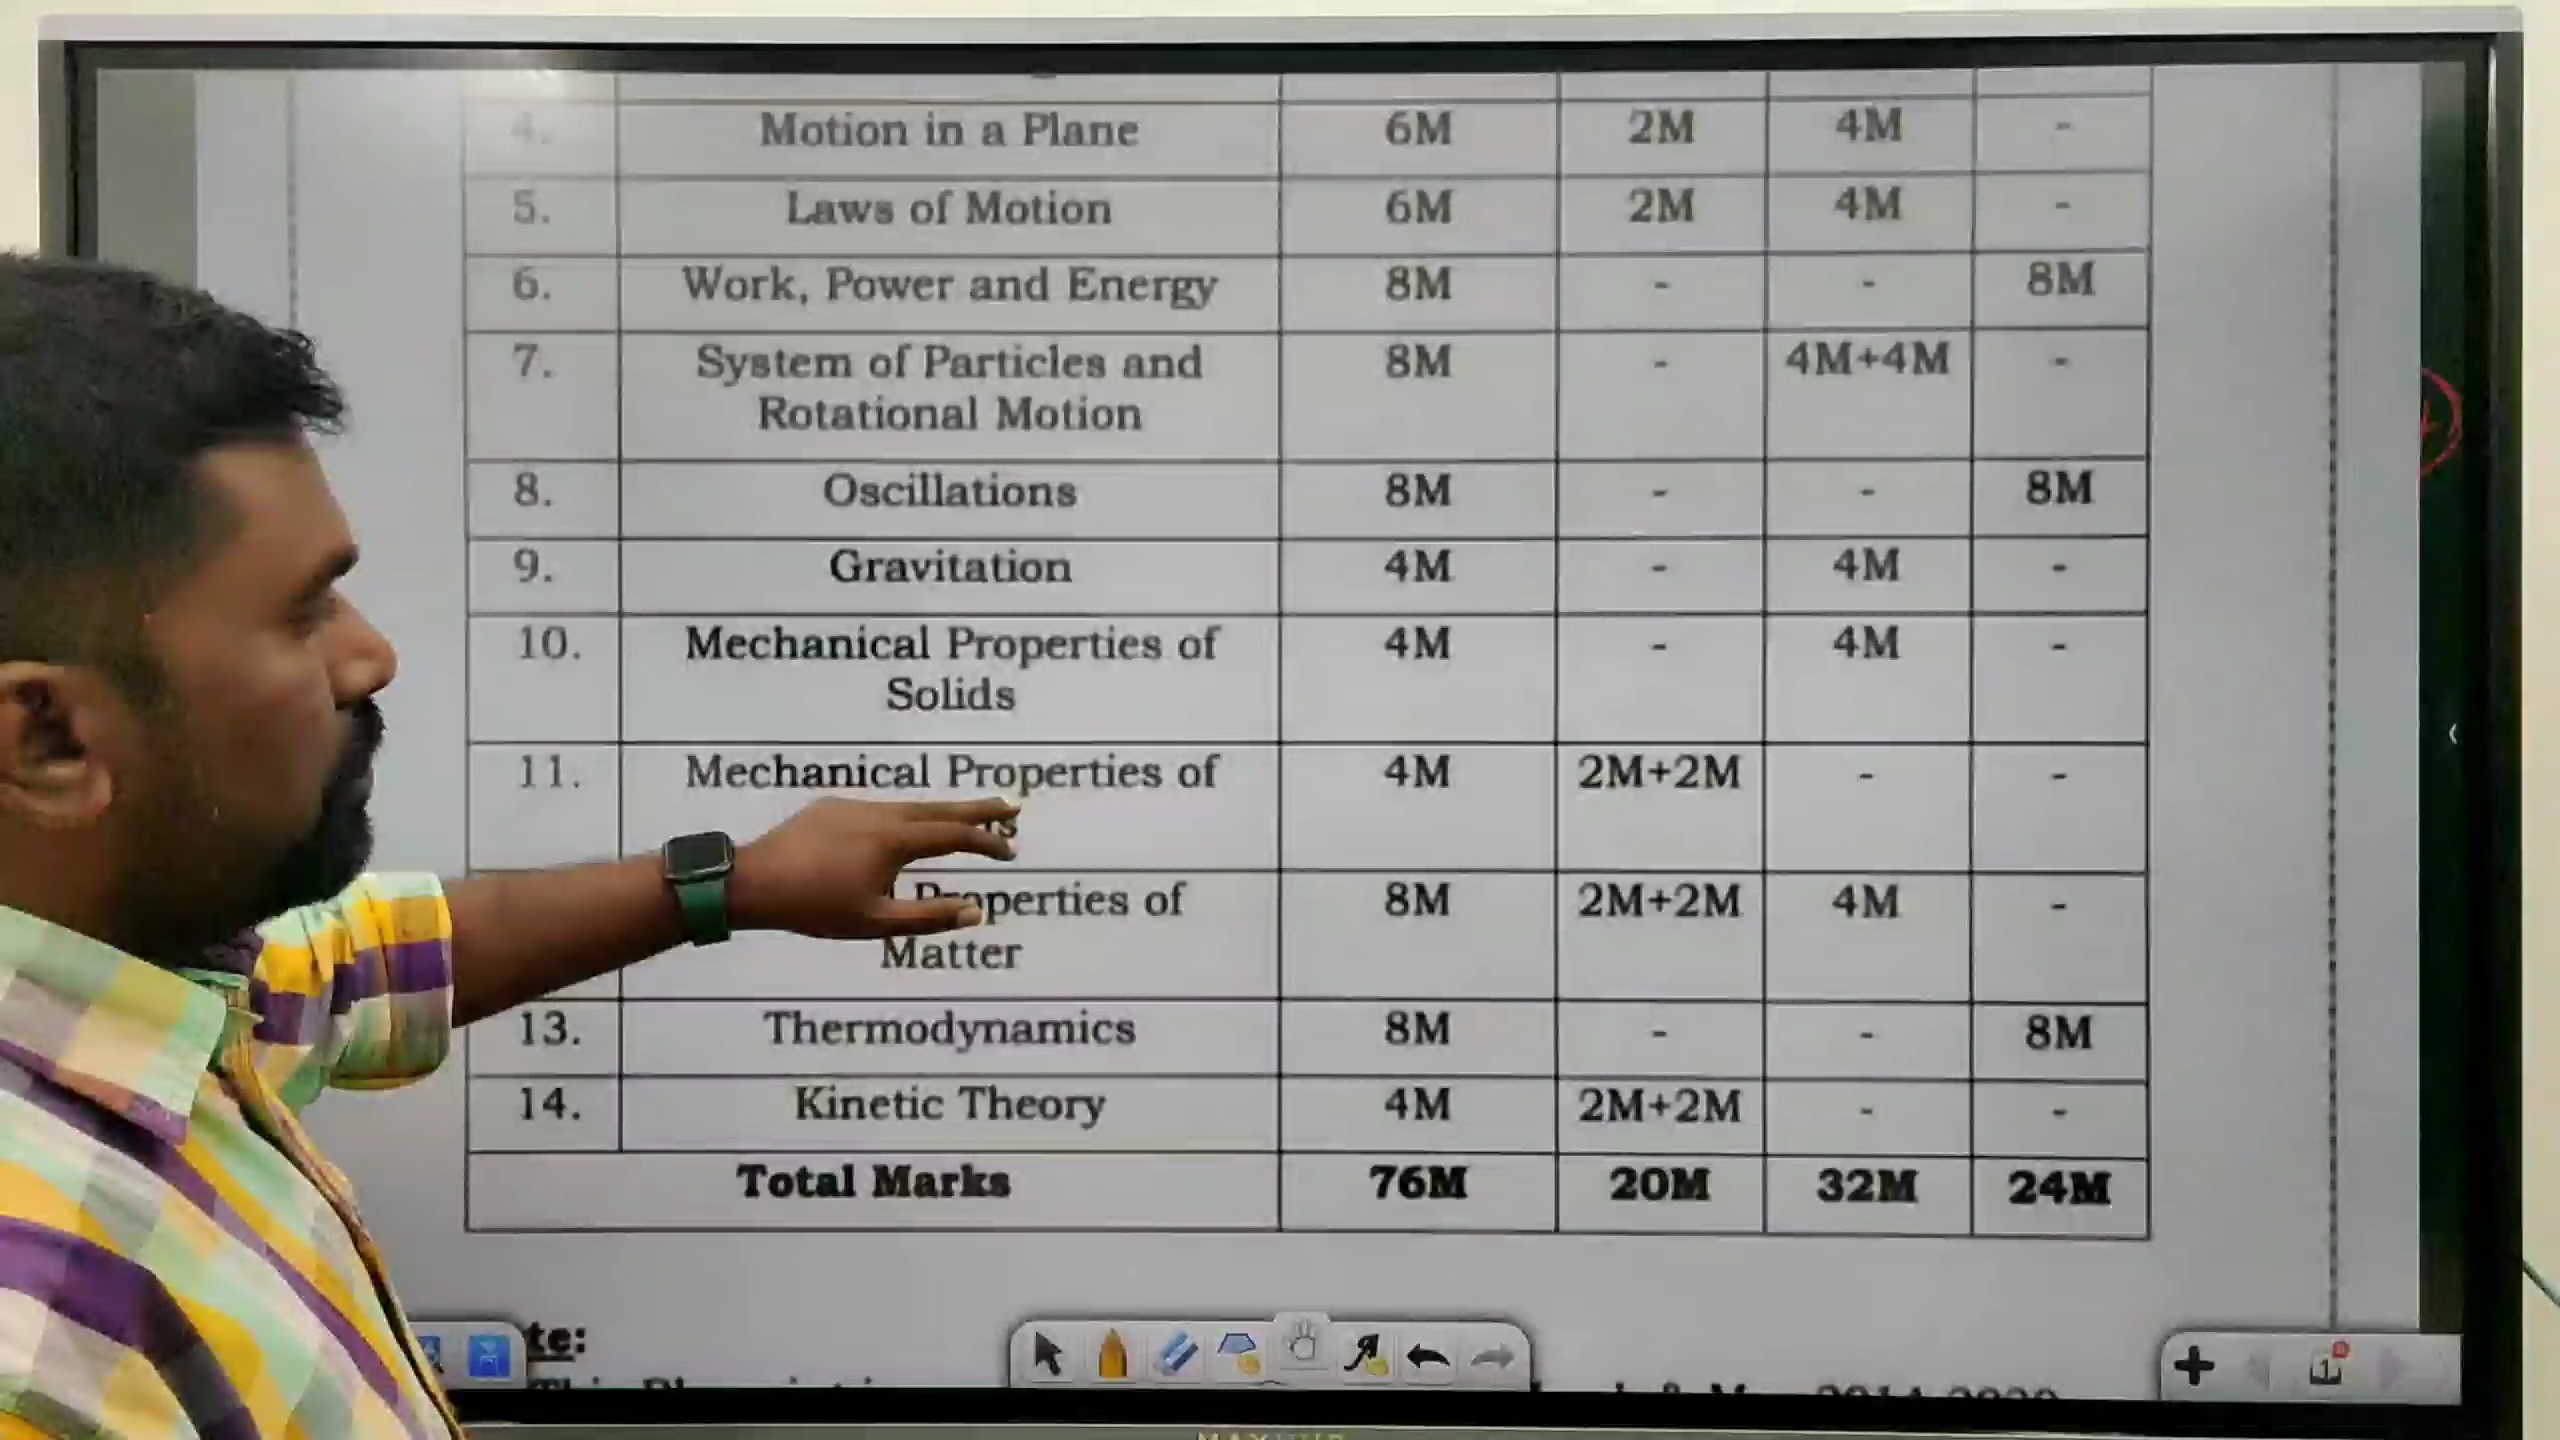 4. Motion in a Plane 6M 2M 4M -
5. Laws of Motion 6M 2M 4M -
6. Work, Power and Energy 8M - - 8M
7. System of Particles and 8M - 4M+4M -
Rotational Motion
8. Oscillations 8M - - 8M
9. Gravitation 4M - 4M -
10. Mechanical Properties of 4M - 4M -
Solids
11. Mechanical Properties of 4M 2M+2M - -
Properties of 8M 2M+2M 4M -
Matter
13. Thermodynamics 8M - - 8M
14. Kinetic Theory 4M 2M+2M - -
Total Marks 76M 20M 32M 24M
te:
1